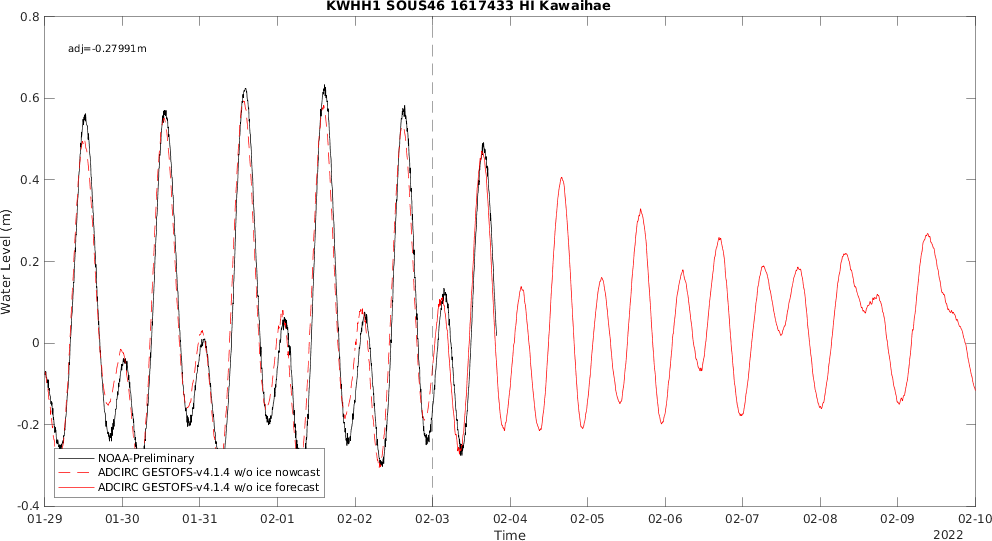 KWHH1 SOUS46 1617433 HI Kawaihae
adj=-0.27991m
Water Level (m)
0.8
0.6
0.4
0.2
0
-0.2
-0.4
NOAA-Preliminary
ADCIRC GESTOFS-v4.1.4 w/o ice nowcast
ADCIRC GESTOFS-v4.1.4 w/o ice forecast
01-29 01-30 01-31 02-01 02-02 02-03 02-04 02-05 02-06 02-07 02-08 02-09 02-10
Time
2022